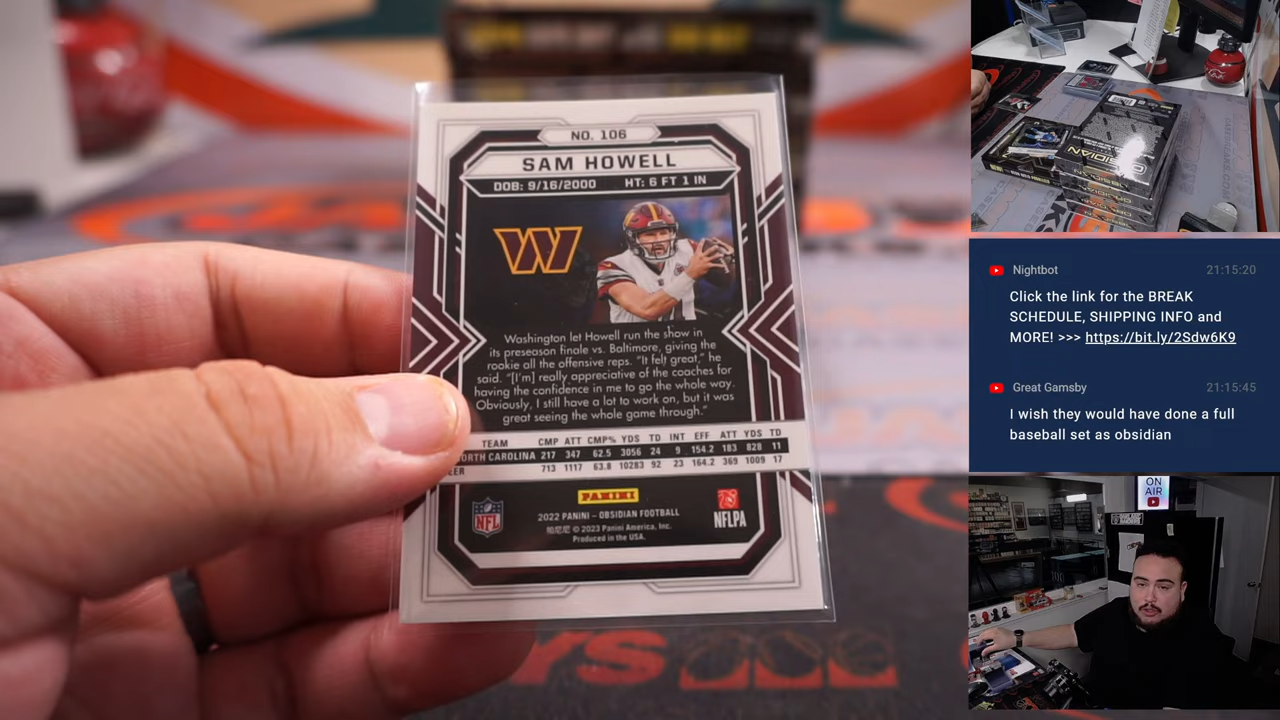 NO. 106
SAM HOWELL
DOB: 9/16/2000 HT: 6 FT 1 IN
W
Washington let Howell run the show in
its preseason finale vs. Baltimore, giving the
rookie all the offensive reps. "It felt great," he
said. "[I'm] really appreciative of the coaches for
having the confidence in me to go the whole way.
Obviously, I still have a lot to work on, but it was
great seeing the whole game through."
TEAM CMP ATT CMP% YDS TD INT EFF ATT YDS TD
ORTH CAROLINA 217 347 62.5 3056 24 9 154.2 183 828 11
EER 713 1117 63.8 10283 92 23 164.2 369 1009 17
PANINI
NFL
2022 PANINI – OBSIDIAN FOOTBALL
© 2023 Panini America, Inc.
Produced in the USA.
NFLPA
YS
OBSIDIAN
Nightbot 21:15:20
Click the link for the BREAK
SCHEDULE, SHIPPING INFO and
MORE! >>> https://bit.ly/2Sdw6K9
Great Gamsby 21:15:45
I wish they would have done a full
baseball set as obsidian
ON
AIR